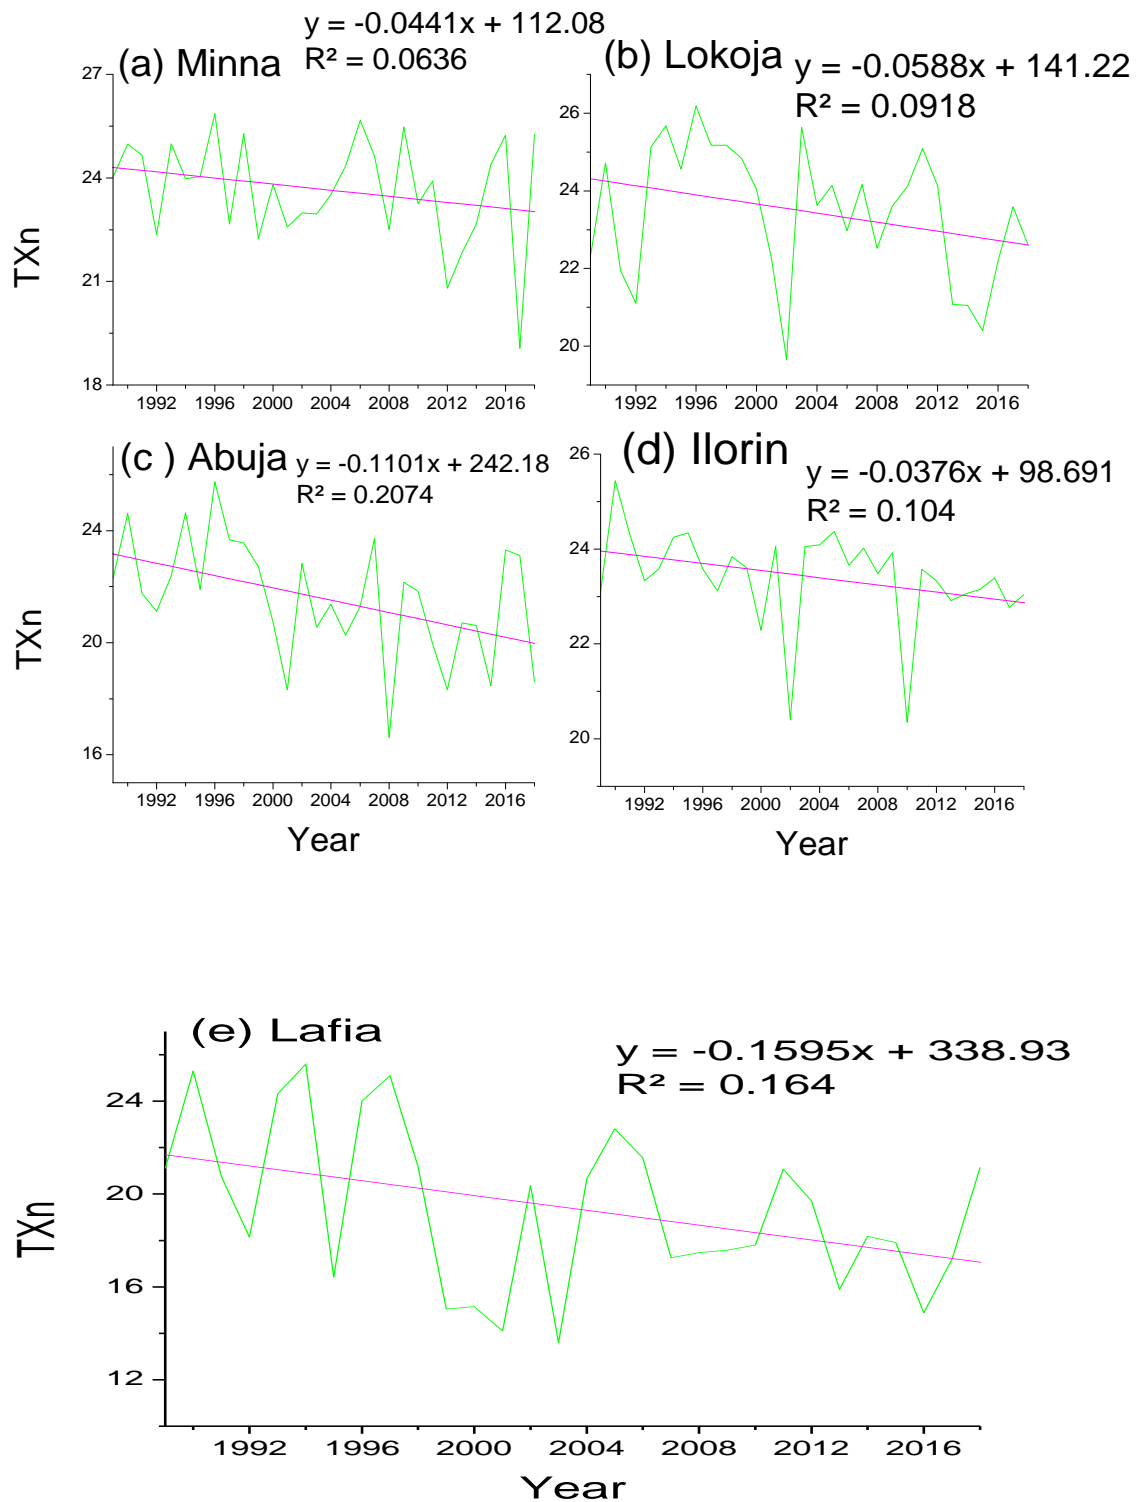 (a) Minna
y = -0.0441x + 112.08
R² = 0.0636
TXn
27
24
21
18
1992 1996 2000 2004 2008 2012 2016
(b) Lokoja
y = -0.0588x + 141.22
R² = 0.0918
26
24
22
20
1992 1996 2000 2004 2008 2012 2016
(c ) Abuja
y = -0.1101x + 242.18
R² = 0.2074
TXn
24
20
16
1992 1996 2000 2004 2008 2012 2016
Year
(d) Ilorin
y = -0.0376x + 98.691
R² = 0.104
26
24
22
20
1992 1996 2000 2004 2008 2012 2016
Year
(e) Lafia
y = -0.1595x + 338.93
R² = 0.164
TXn
24
20
16
12
1992 1996 2000 2004 2008 2012 2016
Year